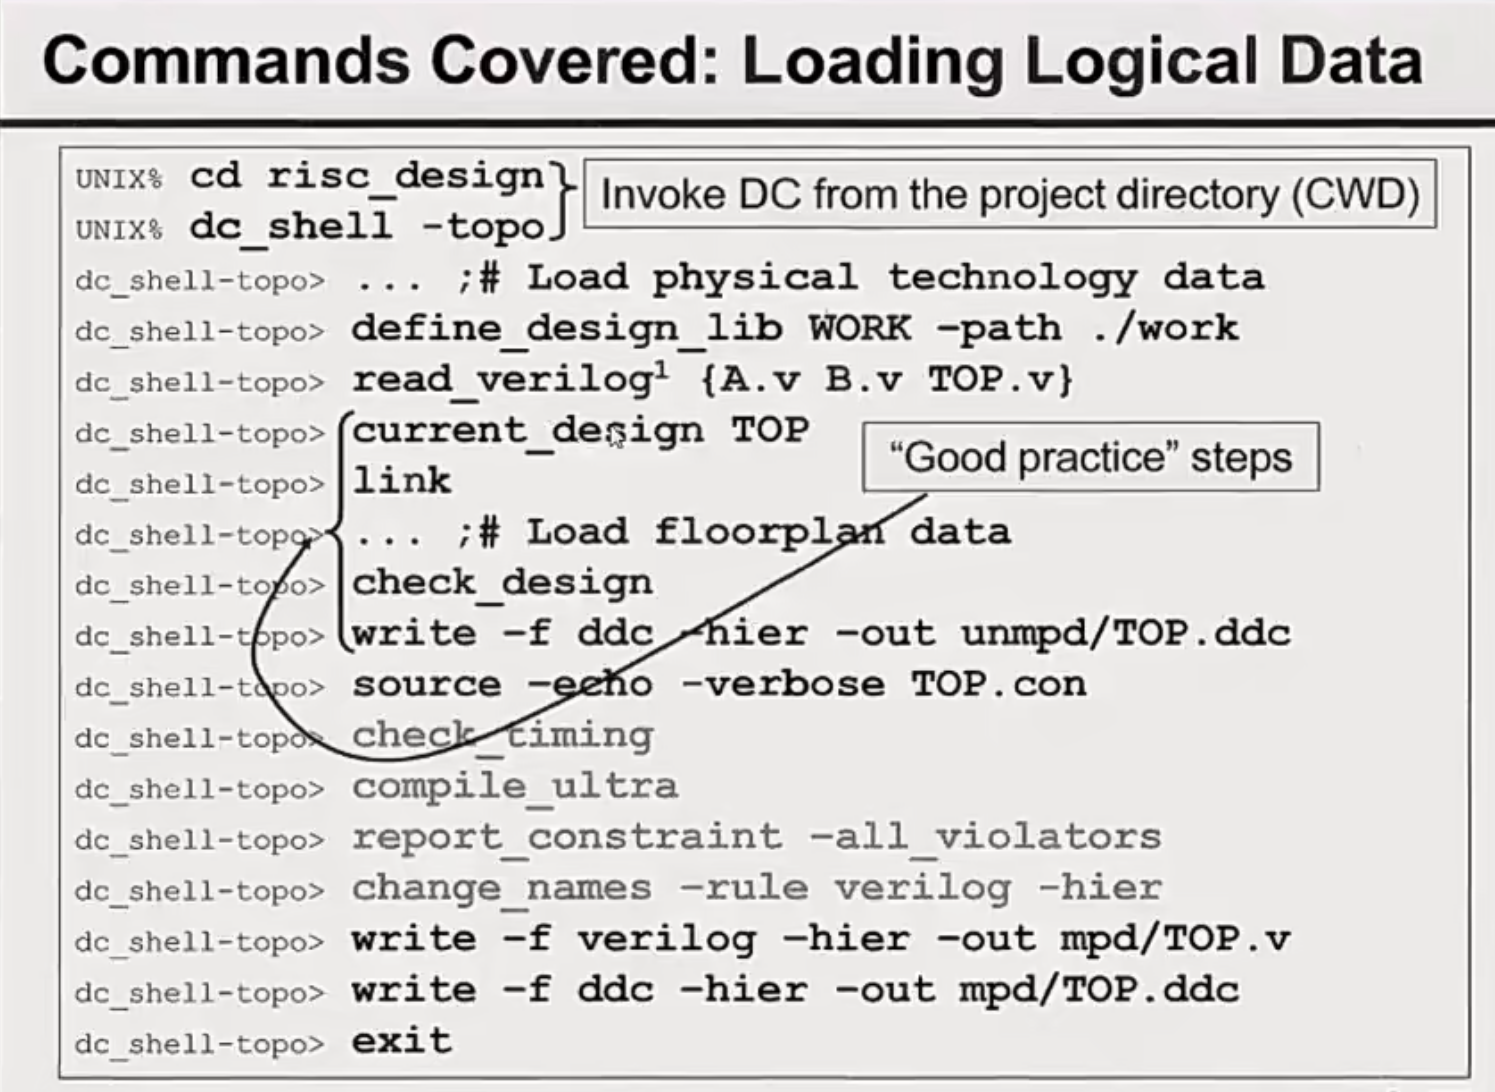 Commands Covered: Loading Logical Data
UNIX% cd risc_design
Invoke DC from the project directory (CWD)
UNIX% dc_shell -topo
dc_shell-topo> ... ;# Load physical technology data
dc_shell-topo> define_design_lib WORK –path ./work
dc_shell-topo> read_verilog¹ {A.v B.v TOP.v}
dc_shell-topo> current_design TOP
"Good practice" steps
dc_shell-topo> link
dc_shell-topo> ... ;# Load floorplan data
dc_shell-topo> check_design
dc_shell-topo> write –f ddc –hier –out unmpd/TOP.ddc
dc_shell-topo> source –echo –verbose TOP.con
dc_shell-topo> check_timing
dc_shell-topo> compile_ultra
dc_shell-topo> report_constraint –all_violators
dc_shell-topo> change_names –rule verilog -hier
dc_shell-topo> write –f verilog –hier –out mpd/TOP.v
dc_shell-topo> write –f ddc –hier –out mpd/TOP.ddc
dc_shell-topo> exit